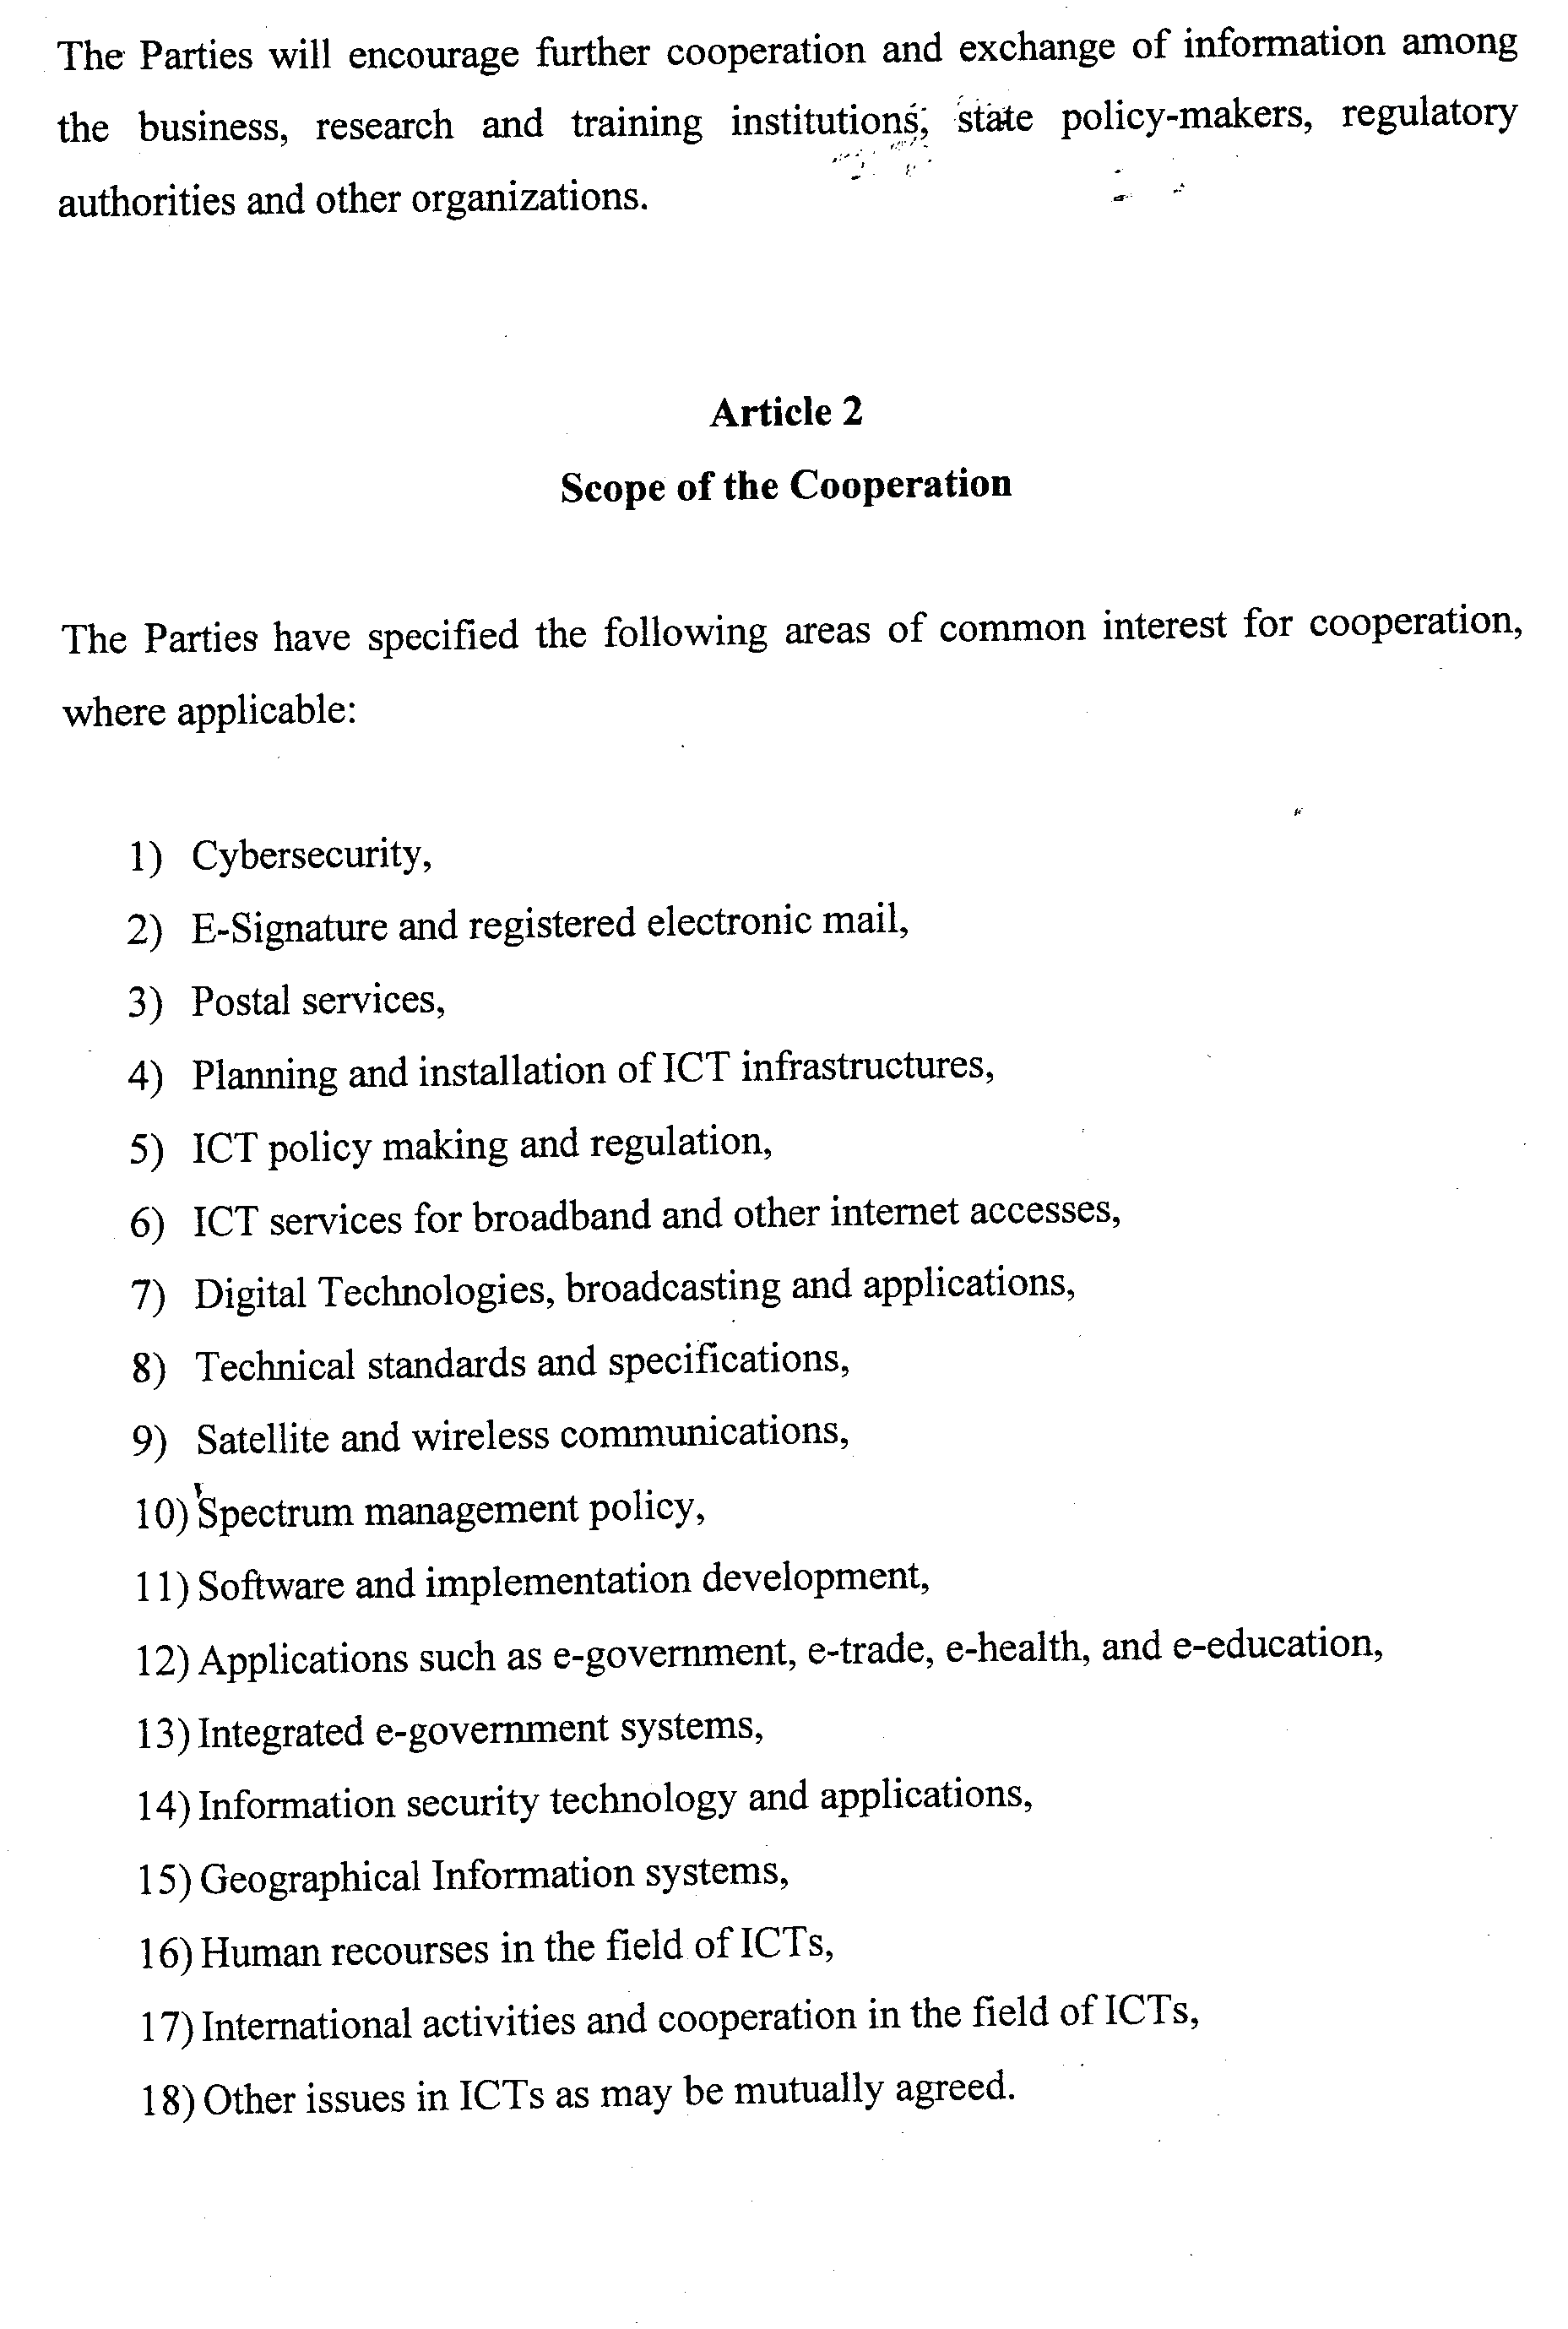 The Parties will encourage further cooperation and exchange of information among
the business, research and training institutions, state policy-makers, regulatory
authorities and other organizations.
Article 2
Scope of the Cooperation
The Parties have specified the following areas of common interest for cooperation,
where applicable:
1) Cybersecurity,
2) E-Signature and registered electronic mail,
3) Postal services,
4) Planning and installation of ICT infrastructures,
5) ICT policy making and regulation,
6) ICT services for broadband and other internet accesses,
7) Digital Technologies, broadcasting and applications,
8) Technical standards and specifications,
9) Satellite and wireless communications,
10) Spectrum management policy,
11) Software and implementation development,
12) Applications such as e-government, e-trade, e-health, and e-education,
13) Integrated e-government systems,
14) Information security technology and applications,
15) Geographical Information systems,
16) Human recourses in the field of ICTs,
17) International activities and cooperation in the field of ICTs,
18) Other issues in ICTs as may be mutually agreed.